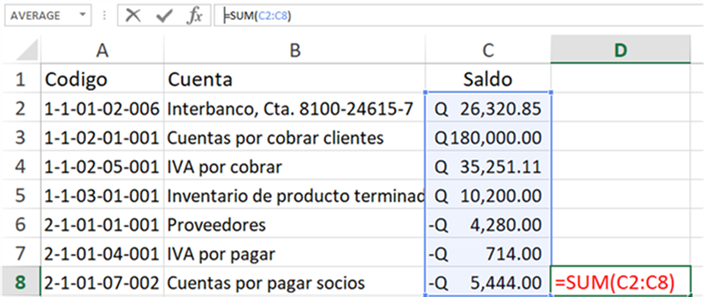 AVERAGE fx =SUM(C2:C8)
A B C D
1 Codigo Cuenta Saldo
2 1-1-01-02-006 Interbanco, Cta. 8100-24615-7 Q 26,320.85
3 1-1-02-01-001 Cuentas por cobrar clientes Q180,000.00
4 1-1-02-05-001 IVA por cobrar Q 35,251.11
5 1-1-03-01-001 Inventario de producto terminad Q 10,200.00
6 2-1-01-01-001 Proveedores -Q 4,280.00
7 2-1-01-04-001 IVA por pagar -Q 714.00
8 2-1-01-07-002 Cuentas por pagar socios -Q 5,444.00 =SUM(C2:C8)